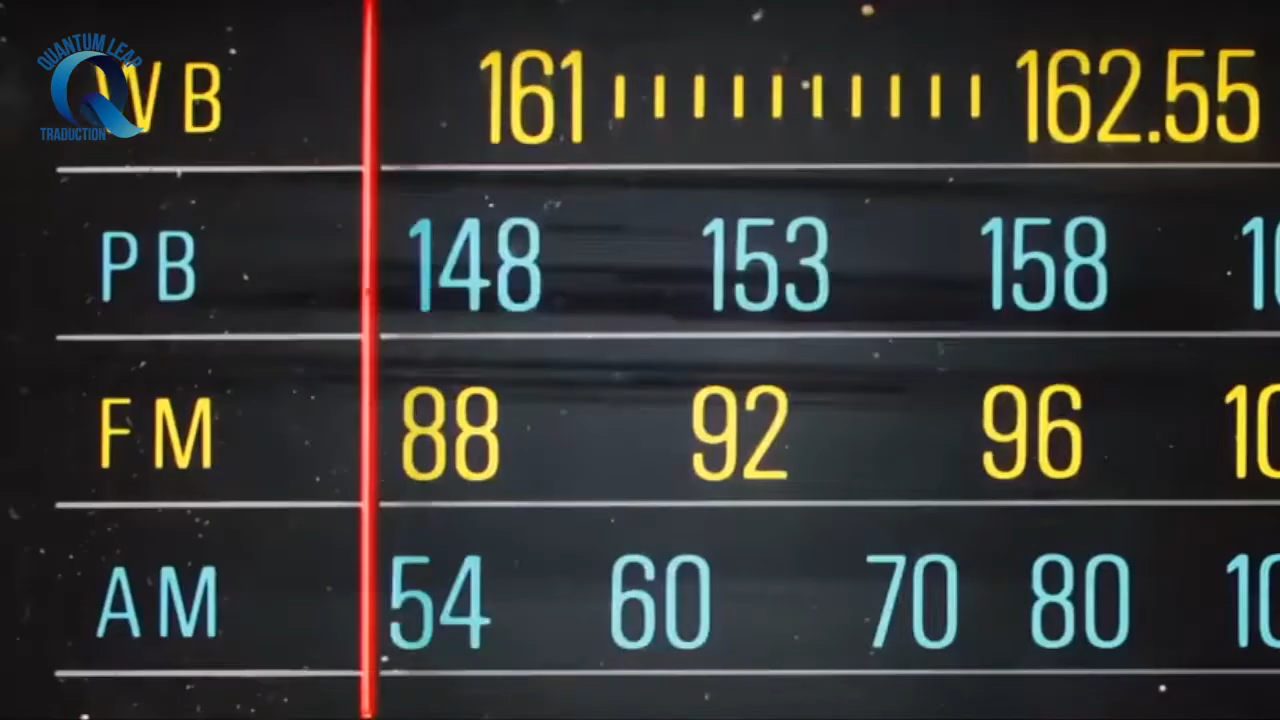 QUANTUM LEAP
TRADUCTION
WB 161 162.55
PB 148 153 158
FM 88 92 96
AM 54 60 70 80